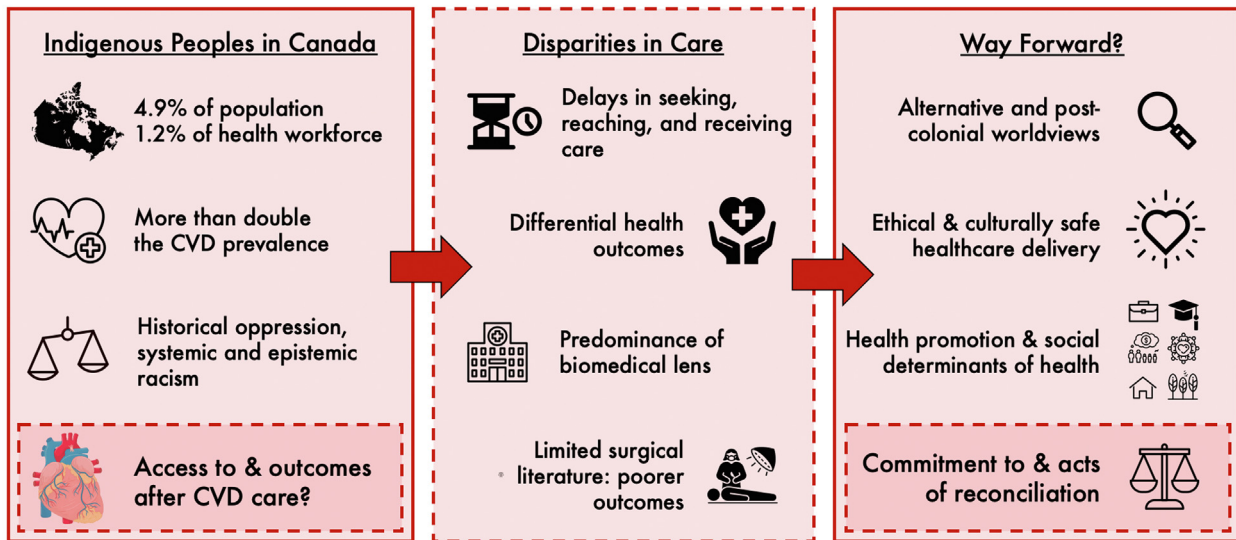 Indigenous Peoples in Canada
4.9% of population
1.2% of health workforce
More than double
the CVD prevalence
Historical oppression,
systemic and epistemic
racism
Access to & outcomes
after CVD care?
Disparities in Care
Delays in seeking,
reaching, and receiving
care
Differential health
outcomes
Predominance of
biomedical lens
Limited surgical
literature: poorer
outcomes
Way Forward?
Alternative and post-
colonial worldviews
Ethical & culturally safe
healthcare delivery
Health promotion & social
determinants of health
Commitment to & acts
of reconciliation